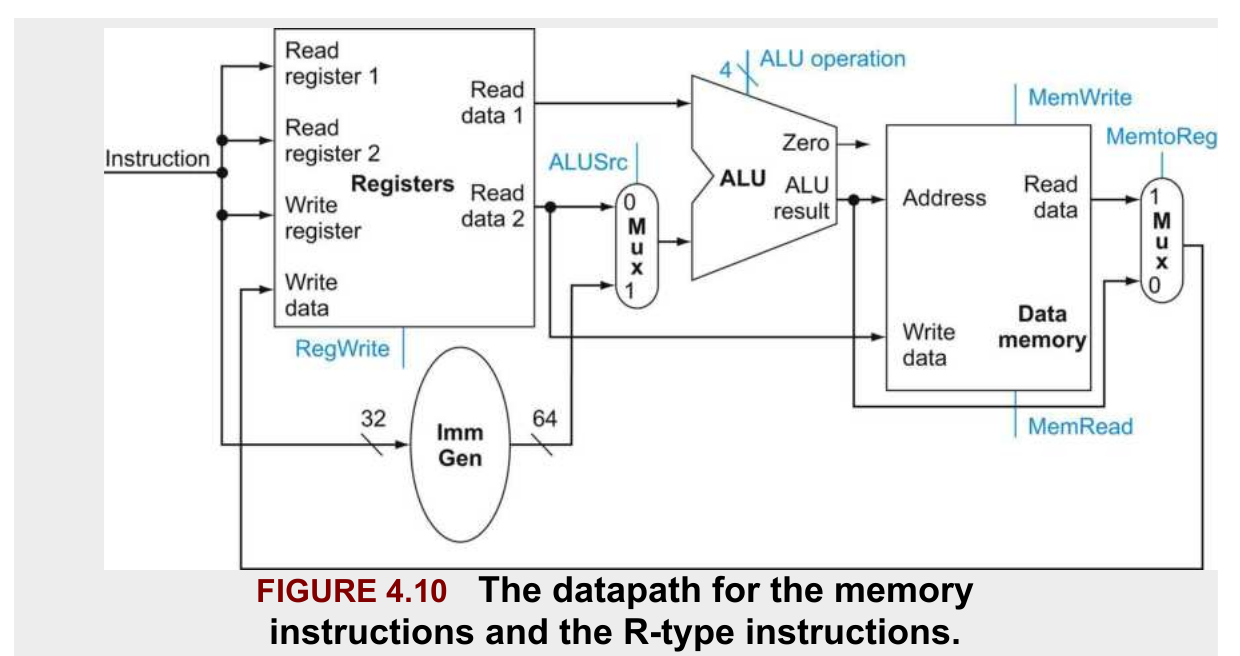 Instruction
Read
register 1
Read
register 2
Write
register
Write
data
Registers
Read
data 1
Read
data 2
RegWrite
32
Imm
Gen
64
ALUSrc
0
M
u
x
1
4
ALU operation
Zero
ALU
ALU
result
MemWrite
Address
Read
data
Write
data
Data
memory
MemRead
MemtoReg
1
M
u
x
0
FIGURE 4.10 The datapath for the memory
instructions and the R-type instructions.